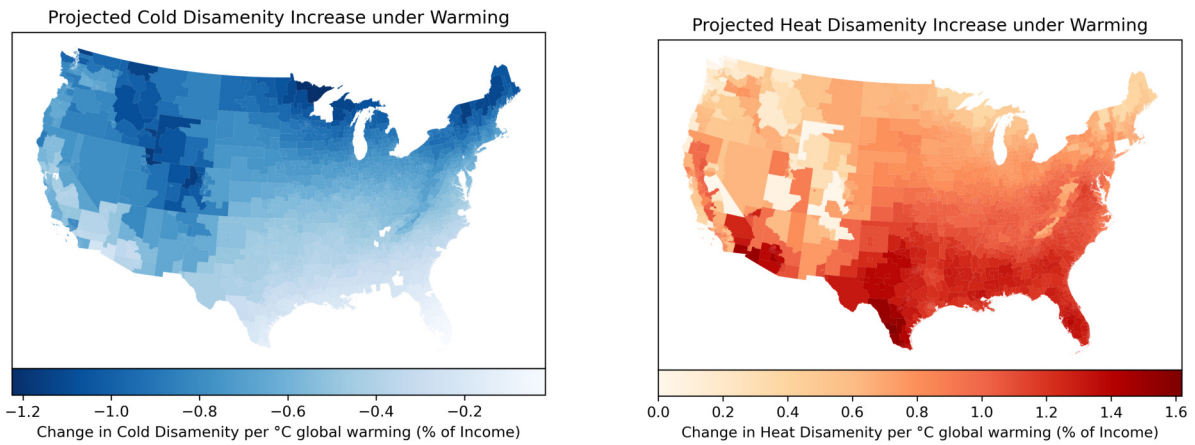 Projected Cold Disamenity Increase under Warming
−1.2 −1.0 −0.8 −0.6 −0.4 −0.2
Change in Cold Disamenity per °C global warming (% of Income)
Projected Heat Disamenity Increase under Warming
0.0 0.2 0.4 0.6 0.8 1.0 1.2 1.4 1.6
Change in Heat Disamenity per °C global warming (% of Income)